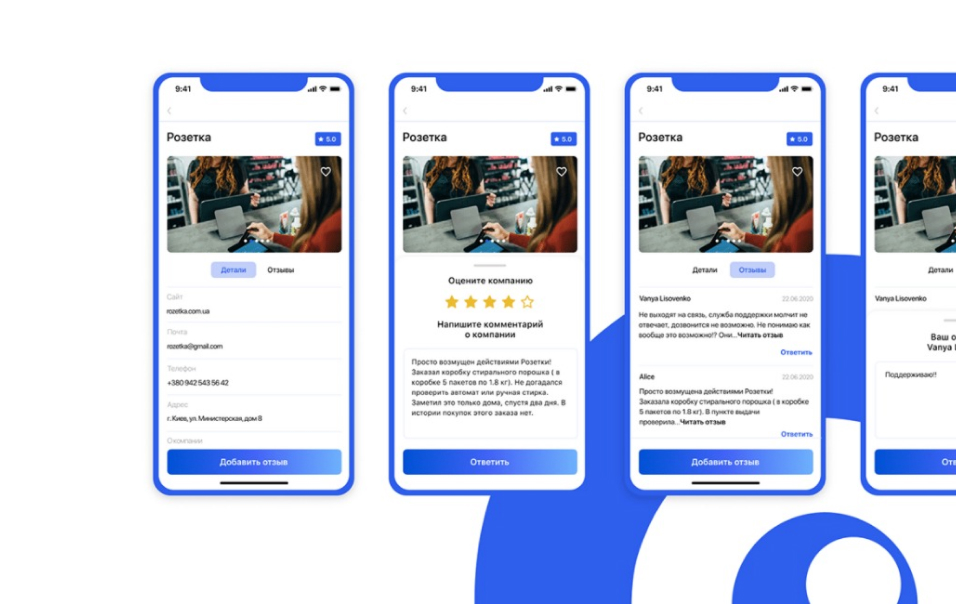 9:41
Розетка
★ 5.0
Детали
Отзывы
Сайт
rozetka.com.ua
Почта
rozetka@gmail.com
Телефон
+380 942 543 56 42
Адрес
г. Киев, ул. Министерская, дом 8
О компании
Добавить отзыв
9:41
Розетка
★ 5.0
Оцените компанию
Напишите комментарий
о компании
Просто возмущен действиями Розетки!
Заказал коробку стирального порошка ( в
коробке 5 пакетов по 1.8 кг). Не догадался
проверить автомат или ручная стирка.
Заметил это только дома, спустя два дня. В
истории покупок этого заказа нет.
Ответить
9:41
Розетка
★ 5.0
Детали
Отзывы
Vanya Lisovenko
22.06.2020
Не выходят на связь, служба поддержки молчит не
отвечает, дозвонится не возможно. Не понимаю как
вообще это возможно!? Они...Читать отзыв
Ответить
Alice
22.06.2020
Просто возмущена действиями Розетки!
Заказала коробку стирального порошка ( в коробке
5 пакетов по 1.8 кг). В пункте выдачи
проверила...Читать отзыв
Ответить
Добавить отзыв
9:41
Розетка
Детали
Vanya Lisovenko
Ваш о
Vanya
Поддерживаю!!
Отв